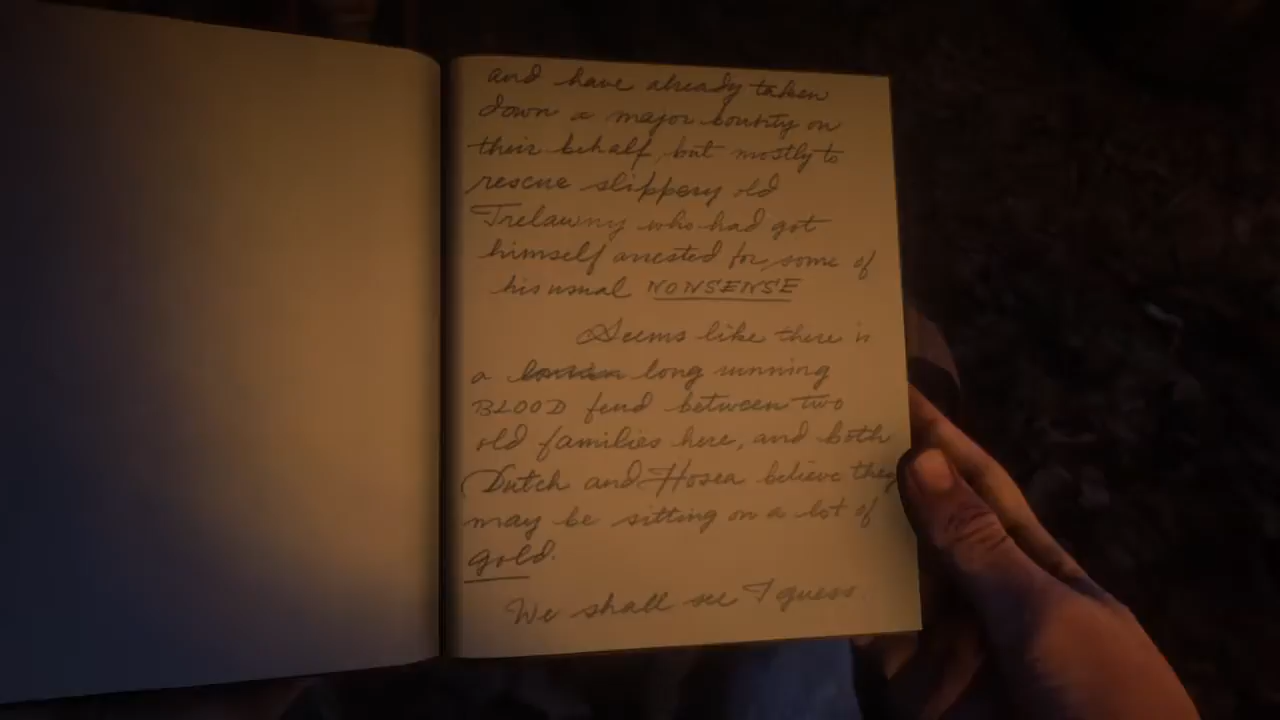 and have already taken
down a major bounty on
their behalf, but mostly to
rescue slippery old
Trelawny who had got
himself arrested for some of
his usual NONSENSE
Seems like there is
a long running
BLOOD feud between two
old families here, and both
Dutch and Hosea believe they
may be sitting on a lot of
gold.
We shall see I guess.